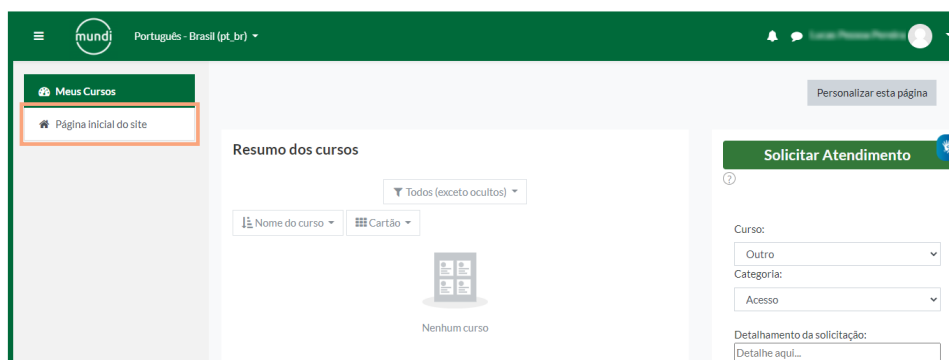 mundi
Português - Brasil (pt_br)
Meus Cursos
Página inicial do site
Personalizar esta página
Resumo dos cursos
Todos (exceto ocultos)
Nome do curso
Cartão
Nenhum curso
Solicitar Atendimento
?
Curso:
Outro
Categoria:
Acesso
Detalhamento da solicitação:
Detalhe aqui...